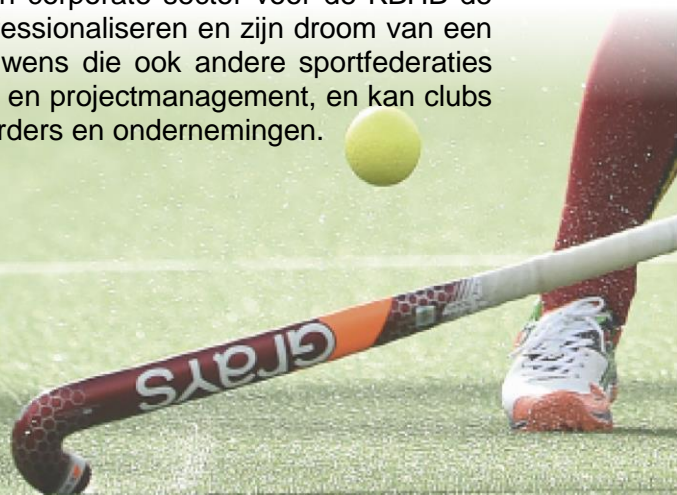 corporate sector voor de KBHB de
essionaliseren en zijn droom van een
wens die ook andere sportfederaties
en projectmanagement, en kan clubs
rders en ondernemingen.
GraYS